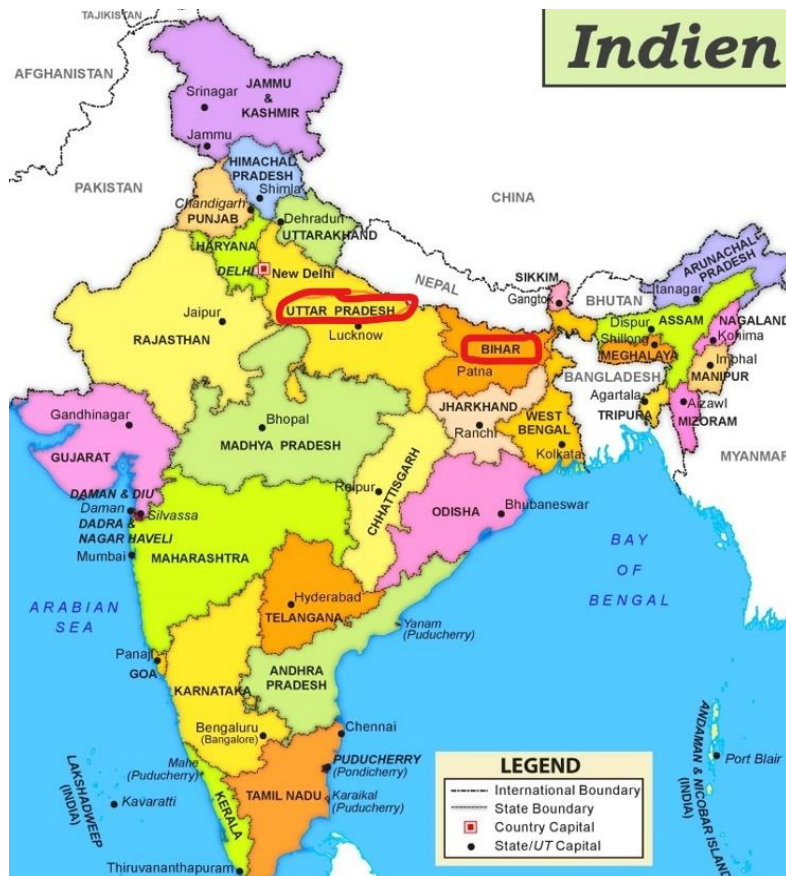 Indien
TAJIKISTAN
AFGHANISTAN
JAMMU
&
KASHMIR
Srinagar
Jammu
PAKISTAN
HIMACHAL
PRADESH
Shimla
CHINA
Chandigarh
PUNJAB
Dehradun
UTTARAKHAND
HARYANA
DELHI
New Delhi
NEPAL
SIKKIM
Gangtok
BHUTAN
ARUNACHAL
PRADESH
Itanagar
UTTAR PRADESH
Lucknow
Jaipur
RAJASTHAN
BIHAR
Patna
Dispur
ASSAM
NAGALAND
Kohima
Shillong
MEGHALAYA
Imphal
MANIPUR
BANGLADESH
Agartala
TRIPURA
Aizawl
MIZORAM
MYANMAR
Gandhinagar
GUJARAT
Bhopal
MADHYA PRADESH
JHARKHAND
Ranchi
WEST
BENGAL
Kolkata
CHHATTISGARH
Raipur
ODISHA
Bhubaneswar
DAMAN & DIU
Daman
Silvassa
DADRA &
NAGAR HAVELI
Mumbai
MAHARASHTRA
BAY
OF
BENGAL
ARABIAN
SEA
Hyderabad
TELANGANA
Yanam
(Puducherry)
Panaji
GOA
KARNATAKA
ANDHRA
PRADESH
Bengaluru
(Bangalore)
Chennai
Mahe
(Puducherry)
PUDUCHERRY
(Pondicherry)
Karaikal
(Puducherry)
TAMIL NADU
KERALA
LAKSHADWEEP
(INDIA)
Kavaratti
Thiruvananthapuram
ANDAMAN & NICOBAR ISLAND
(INDIA)
Port Blair
LEGEND
International Boundary
State Boundary
Country Capital
State/UT Capital